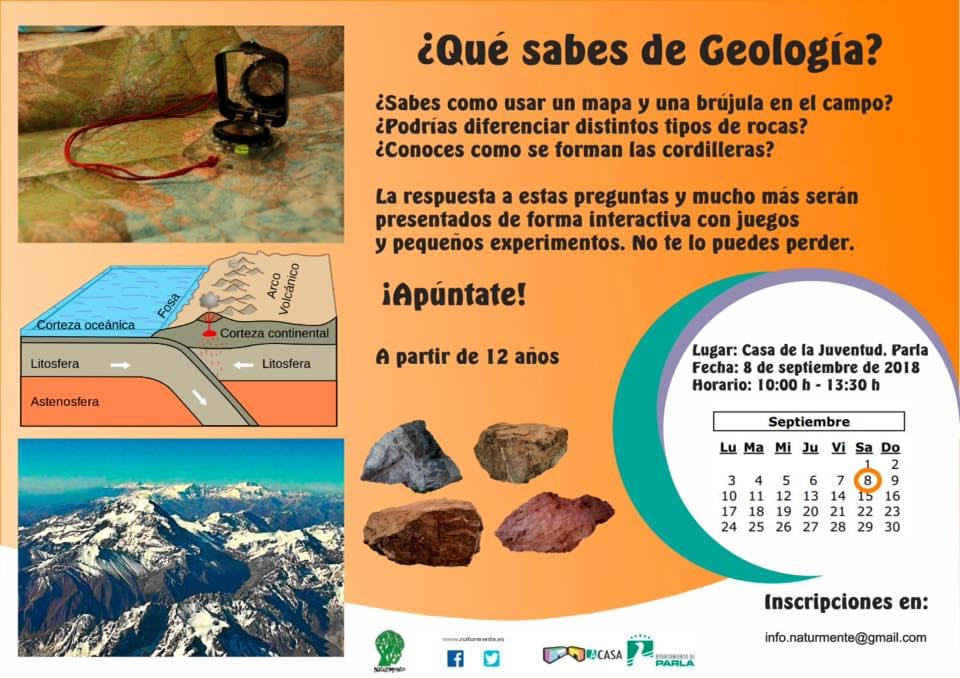 ¿Qué sabes de Geología?
¿Sabes como usar un mapa y una brújula en el campo?
¿Podrías diferenciar distintos tipos de rocas?
¿Conoces como se forman las cordilleras?
La respuesta a estas preguntas y mucho más serán
presentados de forma interactiva con juegos
y pequeños experimentos. No te lo puedes perder.
¡Apúntate!
A partir de 12 años
Fosa
Arco
Volcánico
Corteza oceánica
Corteza continental
Litosfera
Litosfera
Astenosfera
Lugar: Casa de la Juventud, Parla
Fecha: 8 de septiembre de 2018
Horario: 10:00 h - 13:30 h
Septiembre
Lu Ma Mi Ju Vi Sa Do
1 2
3 4 5 6 7 8 9
10 11 12 13 14 15 16
17 18 19 20 21 22 23
24 25 26 27 28 29 30
Inscripciones en:
info.naturmente@gmail.com
NaturMente
www.naturmente.es
LACASA
AYUNTAMIENTO DE
PARLA